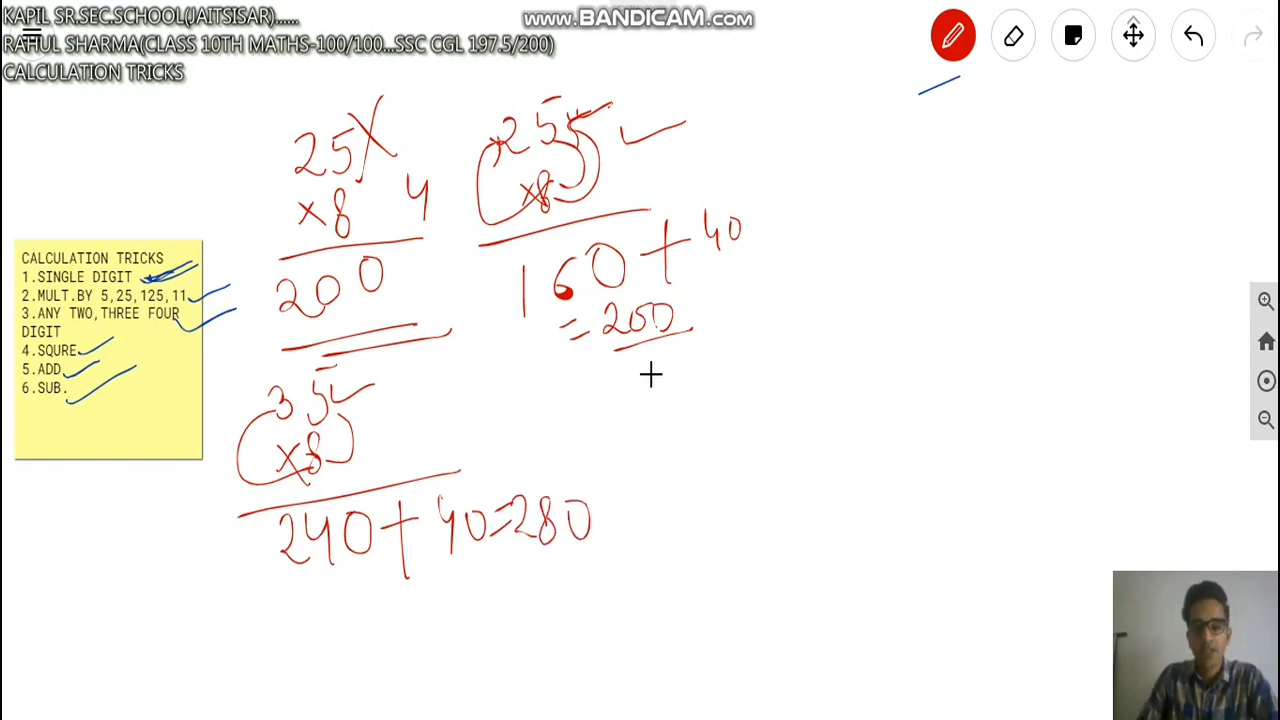 KAPIL SR.SEC.SCHOOL(JAITSISAR)......
www.BANDICAM.com
RAHUL SHARMA(CLASS 10TH MATHS-100/100...SSC CGL 197.5/200)
CALCULATION TRICKS
25
×8 4
200
255
×8
160+40
=200
CALCULATION TRICKS
1.SINGLE DIGIT
2.MULT.BY 5,25,125,11
3.ANY TWO,THREE FOUR
DIGIT
4.SQURE
5.ADD
6.SUB.
35
×8
240+40=280